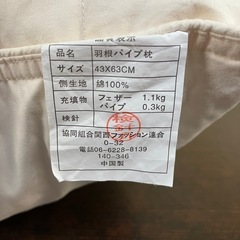 品質表示
品名 羽根パイプ枕
サイズ 43X63CM
側生地 綿100%
充填物 フェザー 1.1kg
パイプ 0.3kg
検針 検針
協同組合関西ファッション連合
0-32
電話06-6228-8139
140-346
中国製